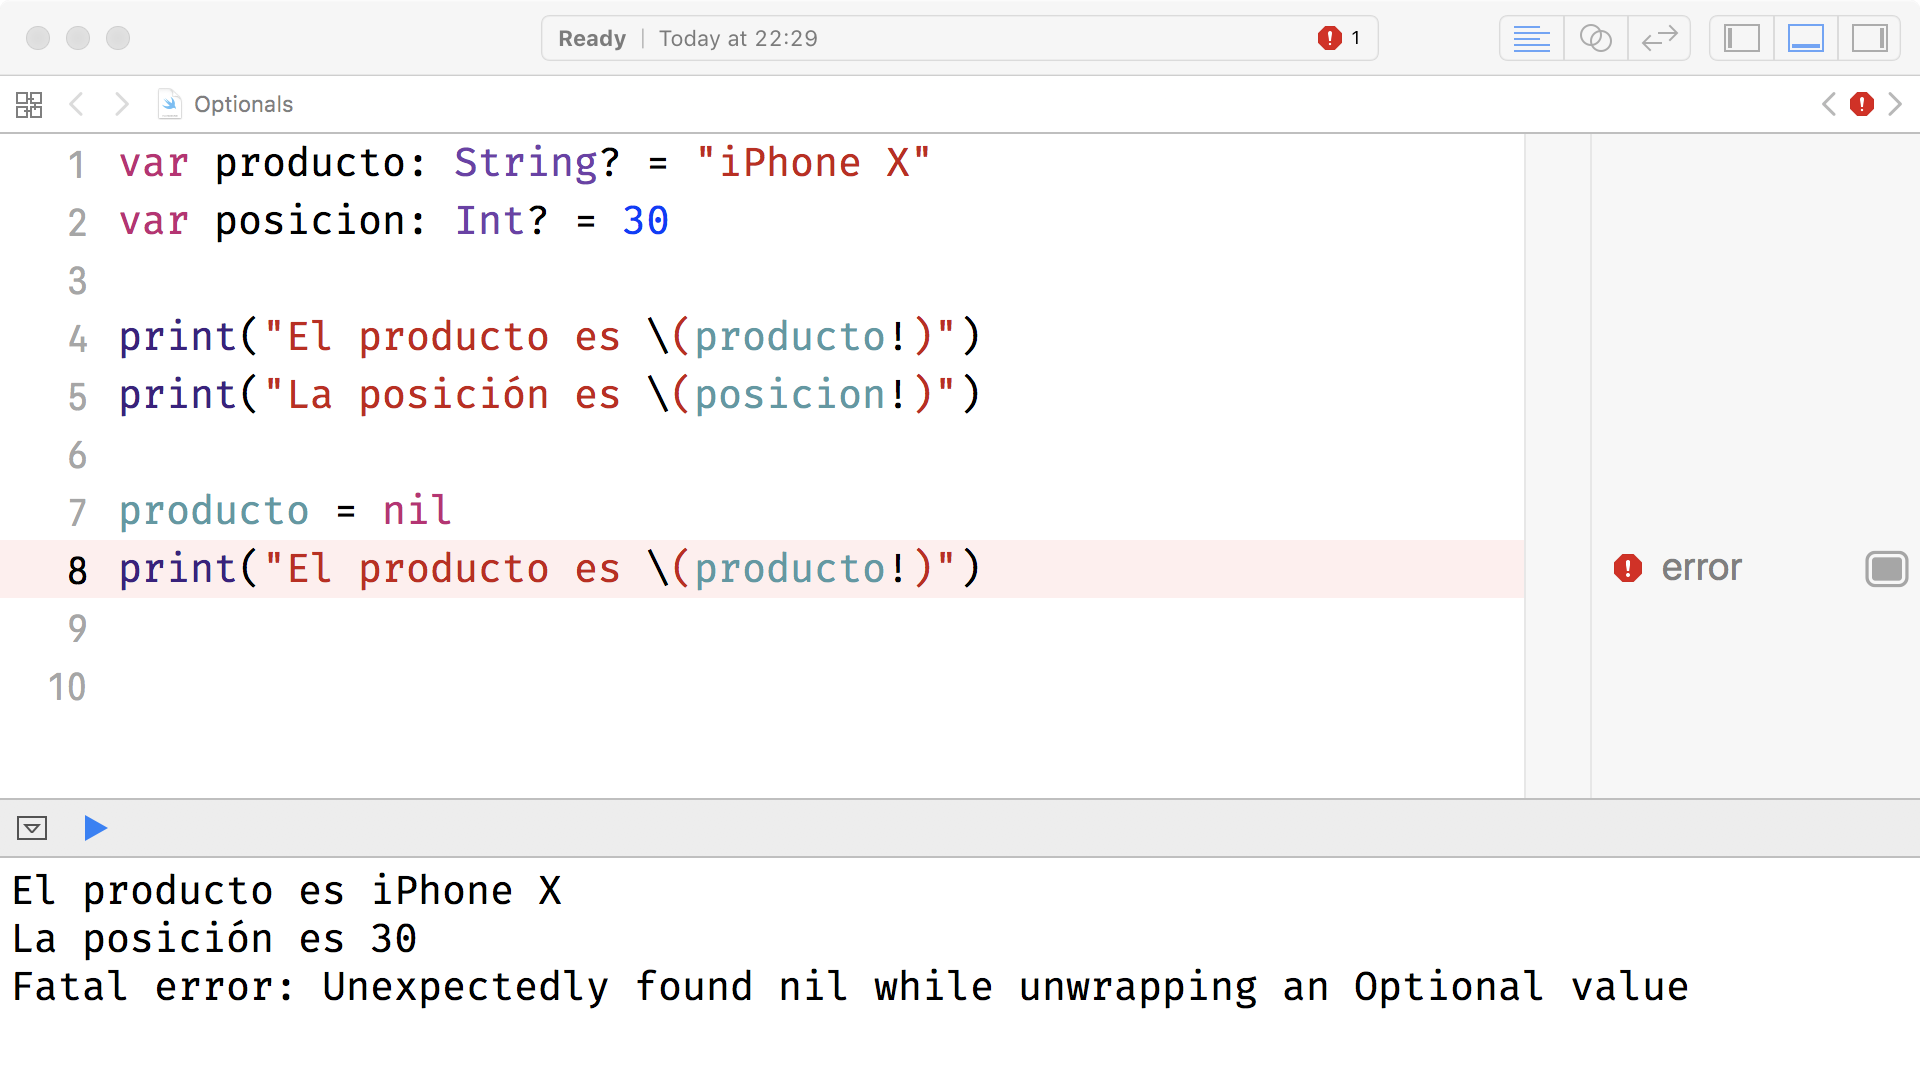 Ready | Today at 22:29 1
Optionals
1 var producto: String? = "iPhone X"
2 var posicion: Int? = 30
3
4 print("El producto es \(producto!)")
5 print("La posición es \(posicion!)")
6
7 producto = nil
8 print("El producto es \(producto!)") error
9
10
El producto es iPhone X
La posición es 30
Fatal error: Unexpectedly found nil while unwrapping an Optional value